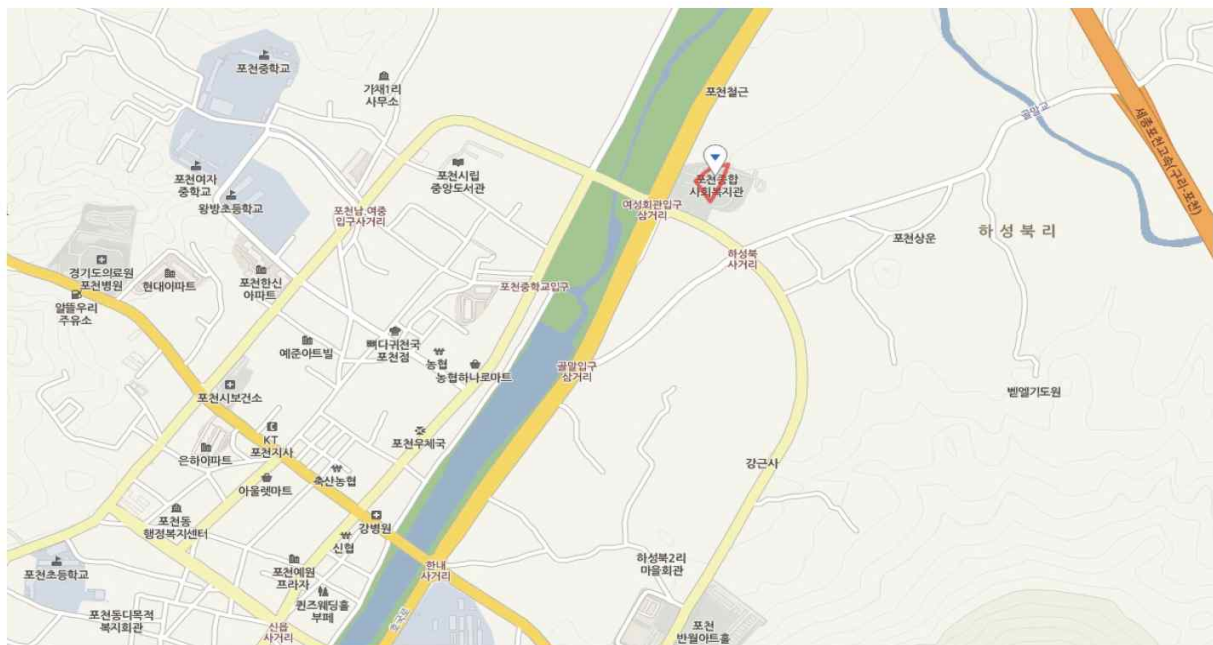 포천중학교
가채1리
사무소
포천철근
골말교
세종포천고속(구리-포천)
포천여자
중학교
왕방초등학교
포천시립
중앙도서관
포천종합
사회복지관
포천남.여중
입구사거리
여성회관입구
삼거리
하성북
사거리
포천상운
하성북리
경기도의료원
포천병원
현대아파트
포천한신
아파트
포천중학교입구
알뜰우리
주유소
예준아트빌
뼈다귀천국
포천점
농협
농협하나로마트
골말입구
삼거리
벧엘기도원
포천시보건소
KT
포천지사
포천우체국
은하아파트
아울렛마트
축산농협
강근사
포천동
행정복지센터
강병원
신협
한내
사거리
하성북2리
마을회관
포천초등학교
포천예원
프라자
퀸즈웨딩홀
부페
포천동다목적
복지회관
신읍
사거리
호국로
포천
반월아트홀